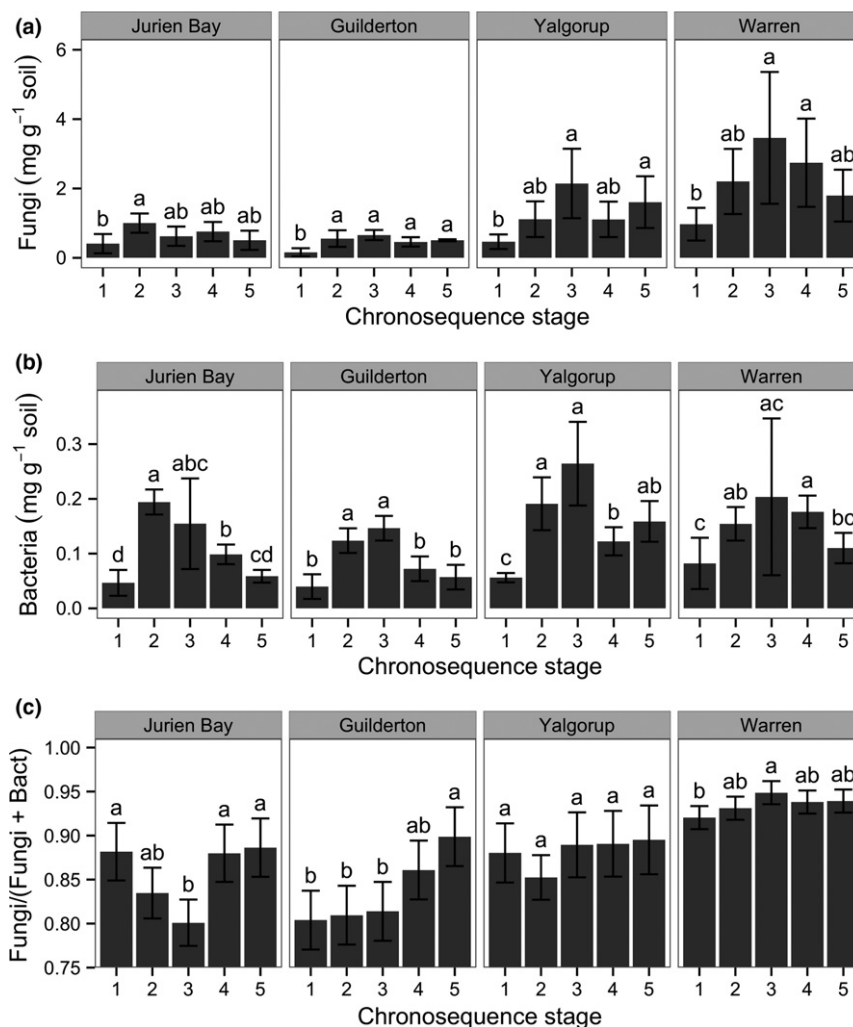 (a)
Jurien Bay Guilderton Yalgorup Warren
Fungi (mg g⁻¹ soil)
6
4
2
0
b a ab ab ab
b a a a a
b ab a ab a
b ab a a ab
1 2 3 4 5 1 2 3 4 5 1 2 3 4 5 1 2 3 4 5
Chronosequence stage
(b)
Jurien Bay Guilderton Yalgorup Warren
Bacteria (mg g⁻¹ soil)
0.3
0.2
0.1
0.0
d a abc b cd
b a a b b
c a a b ab
c ab ac a bc
1 2 3 4 5 1 2 3 4 5 1 2 3 4 5 1 2 3 4 5
Chronosequence stage
(c)
Jurien Bay Guilderton Yalgorup Warren
Fungi/(Fungi + Bact)
1.00
0.95
0.90
0.85
0.80
0.75
a ab b a a
b b b ab a
a a a a a
b ab a ab ab
1 2 3 4 5 1 2 3 4 5 1 2 3 4 5 1 2 3 4 5
Chronosequence stage